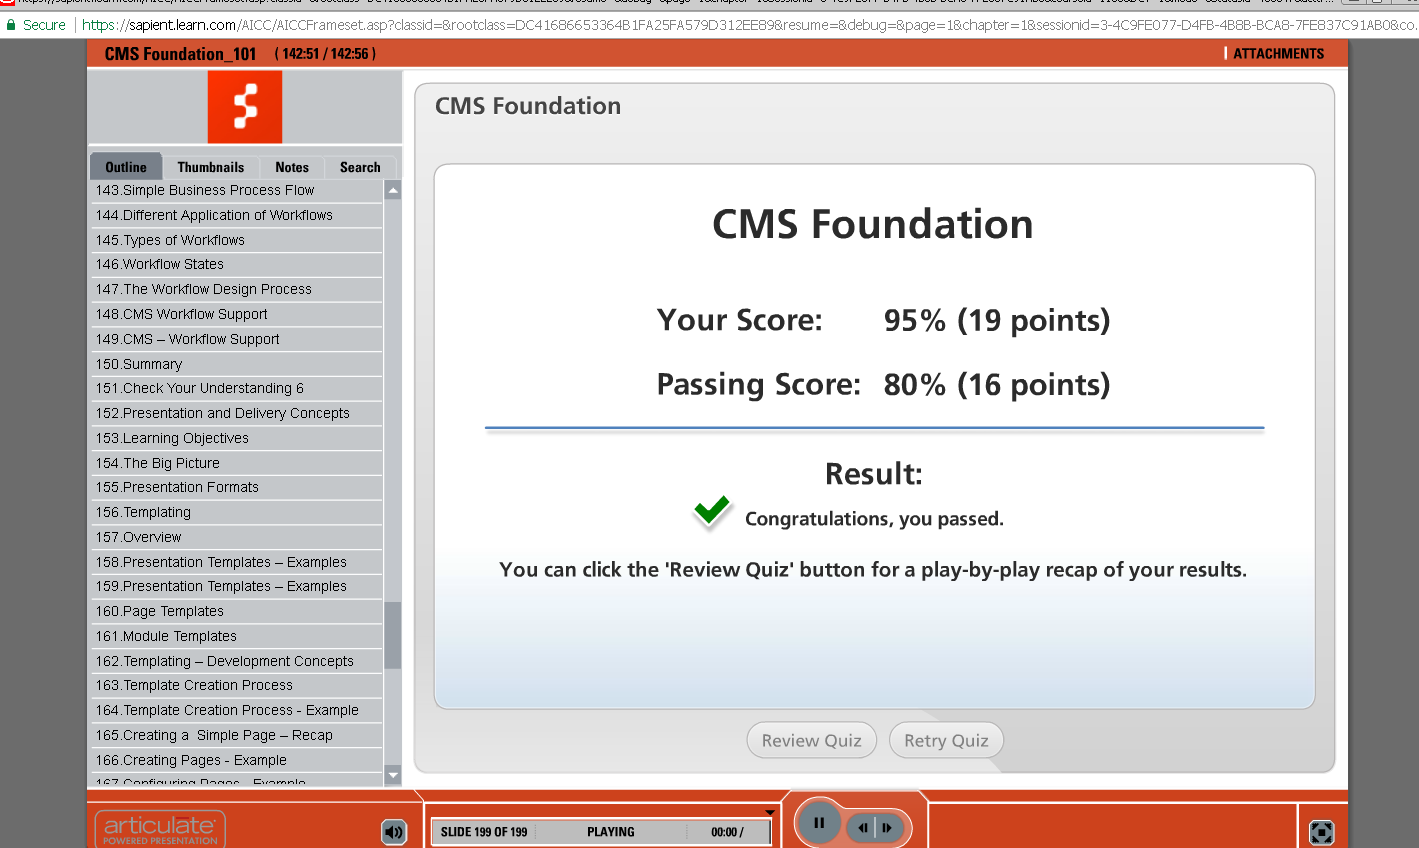 Secure https://sapient.learn.com/AICC/AICCFrameset.asp?classid=&rootclass=DC41686653364B1FA25FA579D312EE89&resume=&debug=&page=1&chapter=1&sessionid=3-4C9FE077-D4FB-4B8B-BCA8-7FE837C91AB0&co.
CMS Foundation_101 ( 142:51 / 142:56 )
ATTACHMENTS
CMS Foundation
Outline Thumbnails Notes Search
143.Simple Business Process Flow
144.Different Application of Workflows
145.Types of Workflows
146.Workflow States
147.The Workflow Design Process
148.CMS Workflow Support
149.CMS – Workflow Support
150.Summary
151.Check Your Understanding 6
152.Presentation and Delivery Concepts
153.Learning Objectives
154.The Big Picture
155.Presentation Formats
156.Templating
157.Overview
158.Presentation Templates – Examples
159.Presentation Templates – Examples
160.Page Templates
161.Module Templates
162.Templating – Development Concepts
163.Template Creation Process
164.Template Creation Process - Example
165.Creating a Simple Page – Recap
166.Creating Pages - Example
167.Configuring Pages - Example
CMS Foundation
Your Score: 95% (19 points)
Passing Score: 80% (16 points)
Result:
Congratulations, you passed.
You can click the 'Review Quiz' button for a play-by-play recap of your results.
Review Quiz Retry Quiz
articulate
POWERED PRESENTATION
SLIDE 199 OF 199 PLAYING 00:00 /